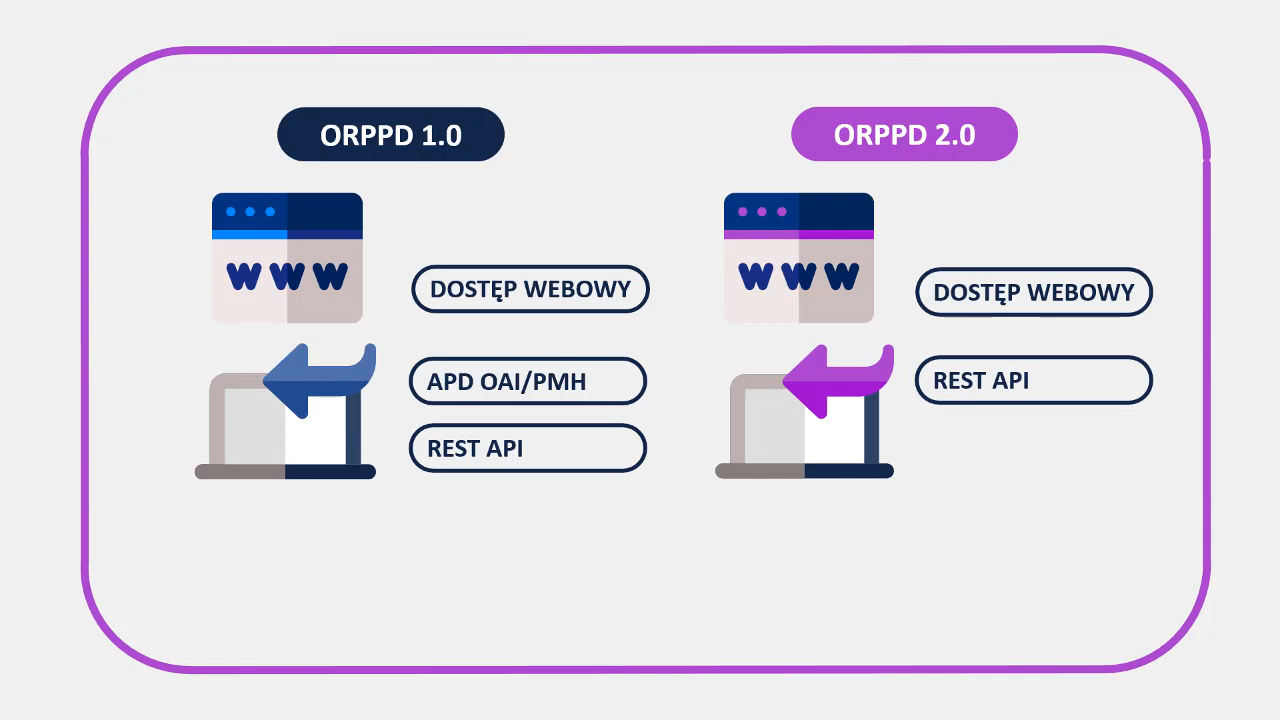 ORPPD 1.0
WWW
DOSTĘP WEBOWY
APD OAI/PMH
REST API
ORPPD 2.0
WWW
DOSTĘP WEBOWY
REST API